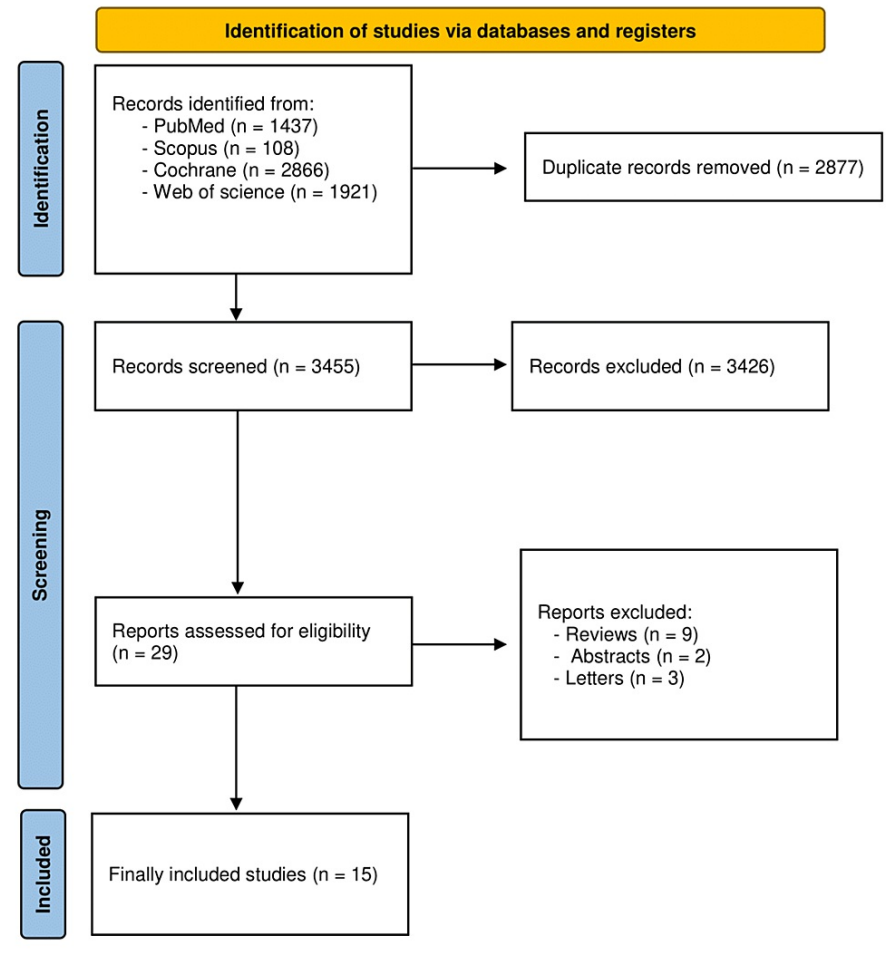 Identification of studies via databases and registers
Identification
Records identified from:
- PubMed (n = 1437)
- Scopus (n = 108)
- Cochrane (n = 2866)
- Web of science (n = 1921)
Duplicate records removed (n = 2877)
Screening
Records screened (n = 3455)
Records excluded (n = 3426)
Reports assessed for eligibility
(n = 29)
Reports excluded:
- Reviews (n = 9)
- Abstracts (n = 2)
- Letters (n = 3)
Included
Finally included studies (n = 15)